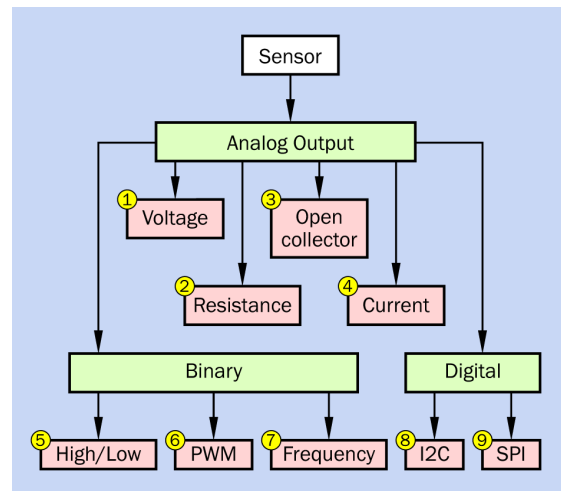 Sensor
Analog Output
1
Voltage
3
Open
collector
2
Resistance
4
Current
Binary
Digital
5
High/Low
6
PWM
7
Frequency
8
I2C
9
SPI